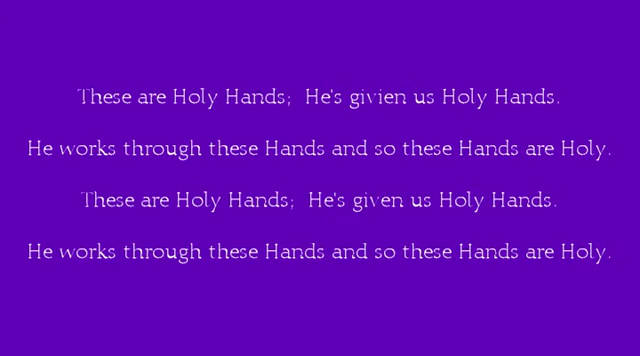 These are Holy Hands;  He's givien us Holy Hands.
He works through these Hands and so these Hands are Holy.
These are Holy Hands;  He's given us Holy Hands.
He works through these Hands and so these Hands are Holy.